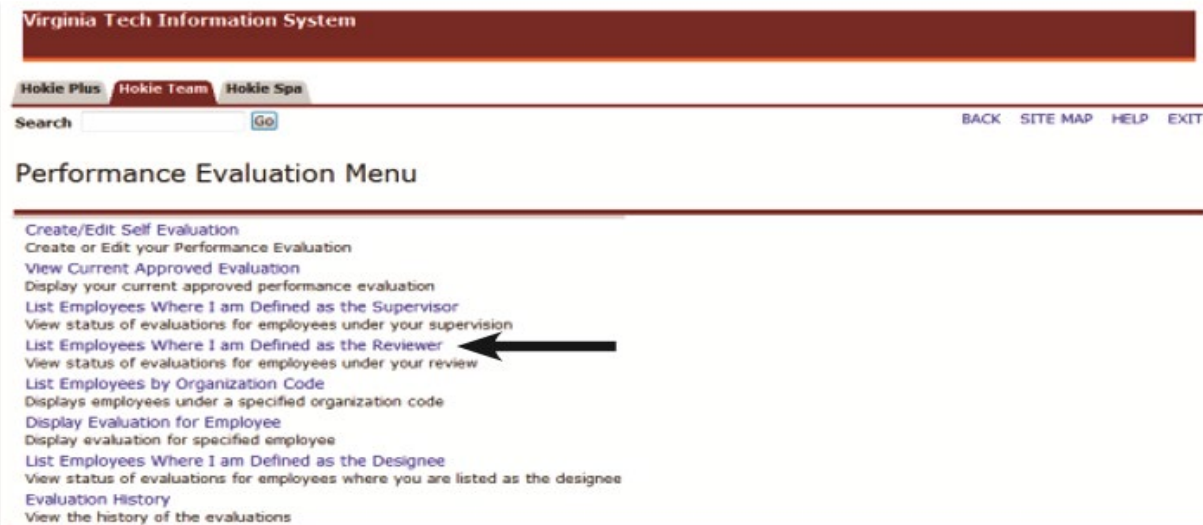 Virginia Tech Information System
Hokie Plus Hokie Team Hokie Spa
Search Go BACK SITE MAP HELP EXIT
Performance Evaluation Menu
Create/Edit Self Evaluation
Create or Edit your Performance Evaluation
View Current Approved Evaluation
Display your current approved performance evaluation
List Employees Where I am Defined as the Supervisor
View status of evaluations for employees under your supervision
List Employees Where I am Defined as the Reviewer
View status of evaluations for employees under your review
List Employees by Organization Code
Displays employees under a specified organization code
Display Evaluation for Employee
Display evaluation for specified employee
List Employees Where I am Defined as the Designee
View status of evaluations for employees where you are listed as the designee
Evaluation History
View the history of the evaluations